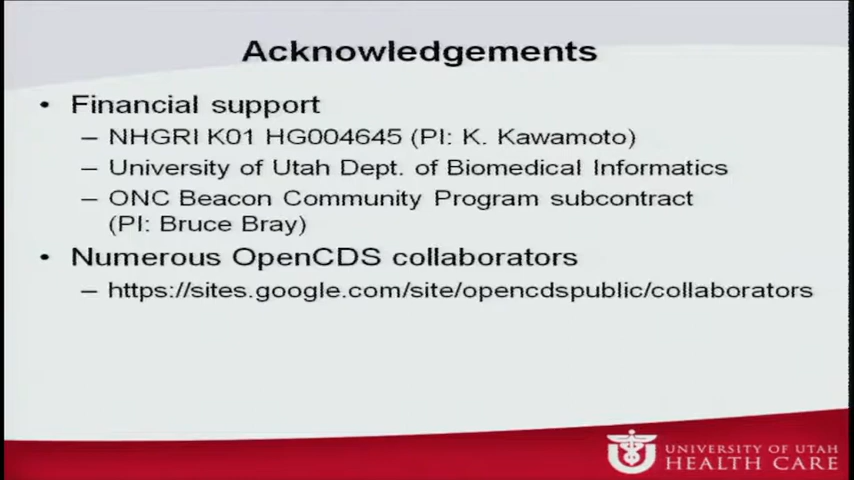 Acknowledgements
• Financial support
– NHGRI K01 HG004645 (PI: K. Kawamoto)
– University of Utah Dept. of Biomedical Informatics
– ONC Beacon Community Program subcontract
(PI: Bruce Bray)
• Numerous OpenCDS collaborators
– https://sites.google.com/site/opencdspublic/collaborators
UNIVERSITY OF UTAH
HEALTH CARE